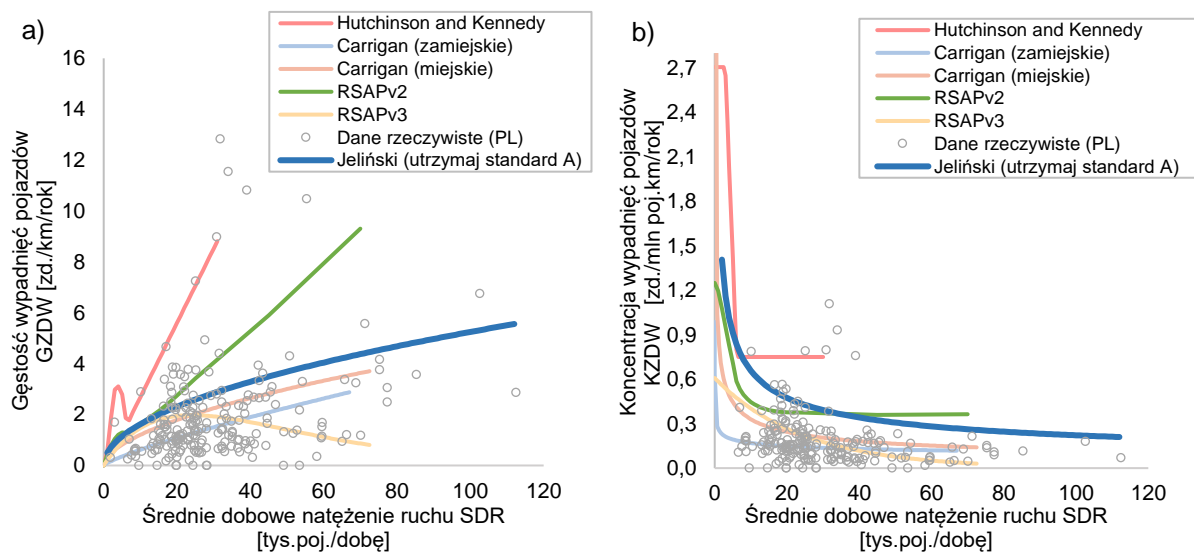 a)
Hutchinson and Kennedy
Carrigan (zamiejskie)
Carrigan (miejskie)
RSAPv2
RSAPv3
Dane rzeczywiste (PL)
Jeliński (utrzymaj standard A)
16
14
12
10
8
6
4
2
0
0 20 40 60 80 100 120
Gęstość wypadnięć pojazdów
GZDW [zd./km/rok]
Średnie dobowe natężenie ruchu SDR
[tys.poj./dobę]
b)
Hutchinson and Kennedy
Carrigan (zamiejskie)
Carrigan (miejskie)
RSAPv2
RSAPv3
Dane rzeczywiste (PL)
Jeliński (utrzymaj standard A)
2,7
2,4
2,1
1,8
1,5
1,2
0,9
0,6
0,3
0,0
0 20 40 60 80 100 120
Koncentracja wypadnięć pojazdów
KZDW [zd./mln poj.km/rok]
Średnie dobowe natężenie ruchu SDR
[tys.poj./dobę]